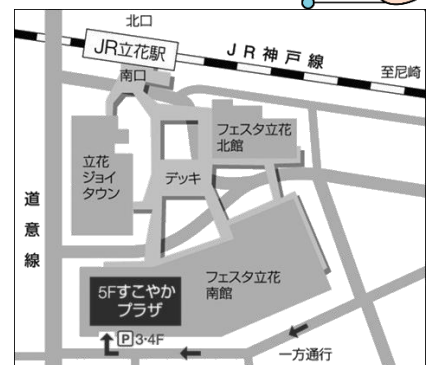 北口
JR立花駅
JR神戸線
南口
至尼崎
フェスタ立花
北館
立花
ジョイ
タウン
デッキ
道意線
フェスタ立花
南館
5Fすこやか
プラザ
P3・4F
一方通行